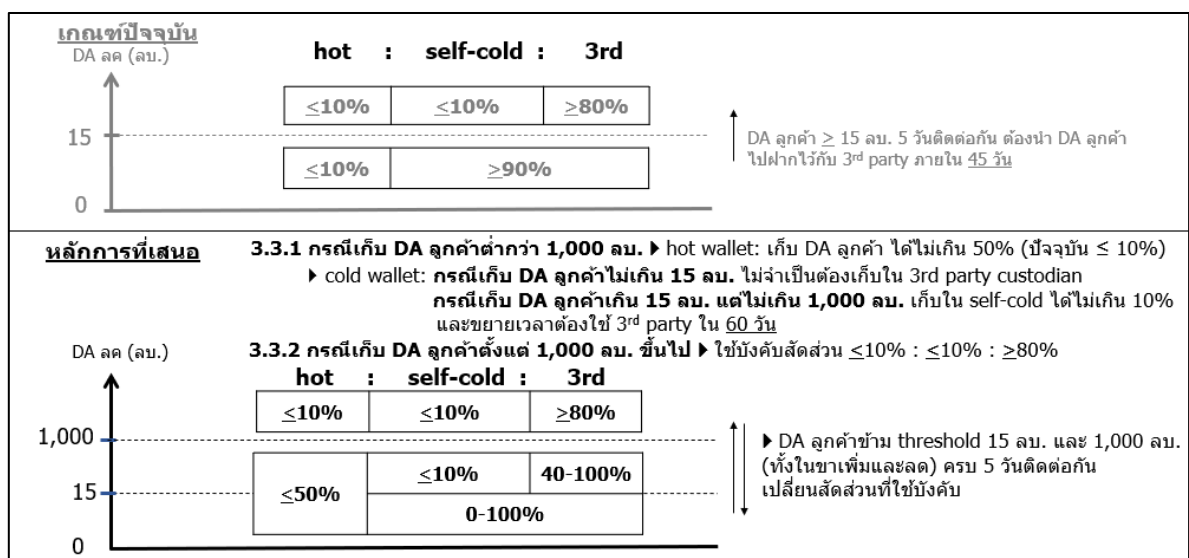 เกณฑ์ปัจจุบัน
DA ลค (ลบ.)
hot : self-cold : 3rd
≤10% ≤10% ≥80%
15
≤10% ≥90%
0
DA ลูกค้า ≥ 15 ลบ. 5 วันติดต่อกัน ต้องนำ DA ลูกค้า
ไปฝากไว้กับ 3rd party ภายใน 45 วัน
หลักการที่เสนอ
3.3.1 กรณีเก็บ DA ลูกค้าต่ำกว่า 1,000 ลบ. ▶ hot wallet: เก็บ DA ลูกค้า ได้ไม่เกิน 50% (ปัจจุบัน ≤ 10%)
▶ cold wallet: กรณีเก็บ DA ลูกค้าไม่เกิน 15 ลบ. ไม่จำเป็นต้องเก็บใน 3rd party custodian
กรณีเก็บ DA ลูกค้าเกิน 15 ลบ. แต่ไม่เกิน 1,000 ลบ. เก็บใน self-cold ได้ไม่เกิน 10%
และขยายเวลาต้องใช้ 3rd party ใน 60 วัน
3.3.2 กรณีเก็บ DA ลูกค้าตั้งแต่ 1,000 ลบ. ขึ้นไป ▶ ใช้บังคับสัดส่วน ≤10% : ≤10% : ≥80%
DA ลค (ลบ.)
hot : self-cold : 3rd
≤10% ≤10% ≥80%
1,000
≤10% 40-100%
15
≤50%
0-100%
0
▶ DA ลูกค้าข้าม threshold 15 ลบ. และ 1,000 ลบ.
(ทั้งในขาเพิ่มและลด) ครบ 5 วันติดต่อกัน
เปลี่ยนสัดส่วนที่ใช้บังคับ